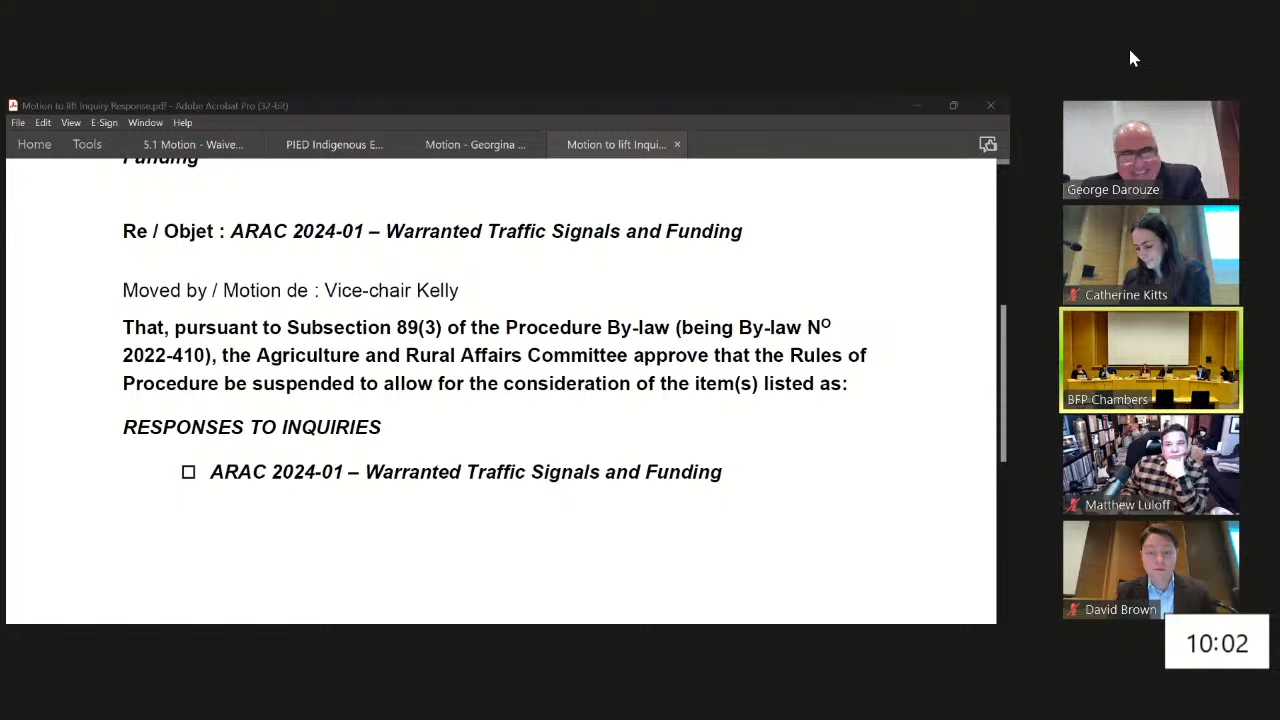 Motion to lift Inquiry Response.pdf - Adobe Acrobat Pro (32-bit)
File Edit View E-Sign Window Help
Home Tools 5.1 Motion - Waive... PIED Indigenous E... Motion - Georgina ... Motion to lift Inqui... ×
Funding
Re / Objet : ARAC 2024-01 – Warranted Traffic Signals and Funding
Moved by / Motion de : Vice-chair Kelly
That, pursuant to Subsection 89(3) of the Procedure By-law (being By-law Nº
2022-410), the Agriculture and Rural Affairs Committee approve that the Rules of
Procedure be suspended to allow for the consideration of the item(s) listed as:
RESPONSES TO INQUIRIES
☐ ARAC 2024-01 – Warranted Traffic Signals and Funding
George Darouze
Catherine Kitts
BFP Chambers
Matthew Luloff
David Brown
10:02